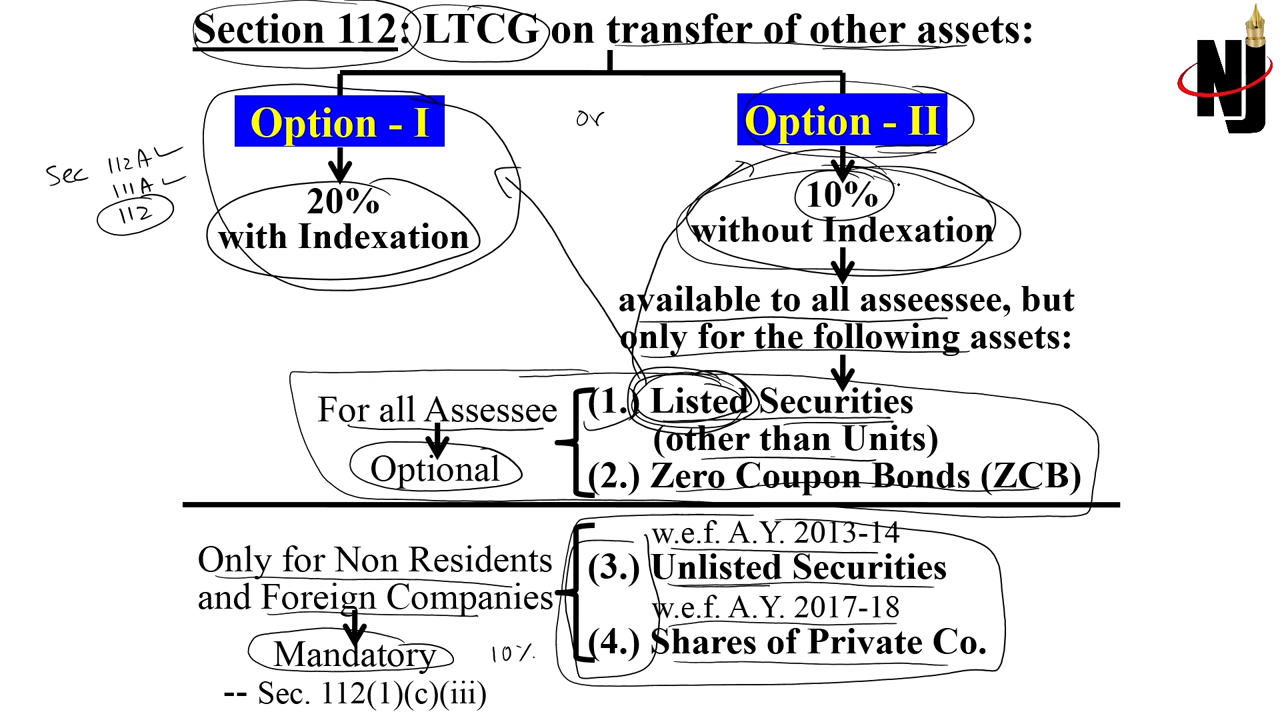 Section 112: LTCG on transfer of other assets:
Option - I
or
Option - II
NJ
Sec 112A
111A
112
20%
with Indexation
10%
without Indexation
available to all asseessee, but
only for the following assets:
For all Assessee
Optional
(1.) Listed Securities
(other than Units)
(2.) Zero Coupon Bonds (ZCB)
Only for Non Residents
and Foreign Companies
Mandatory
10%
-- Sec. 112(1)(c)(iii)
w.e.f. A.Y. 2013-14
(3.) Unlisted Securities
w.e.f. A.Y. 2017-18
(4.) Shares of Private Co.